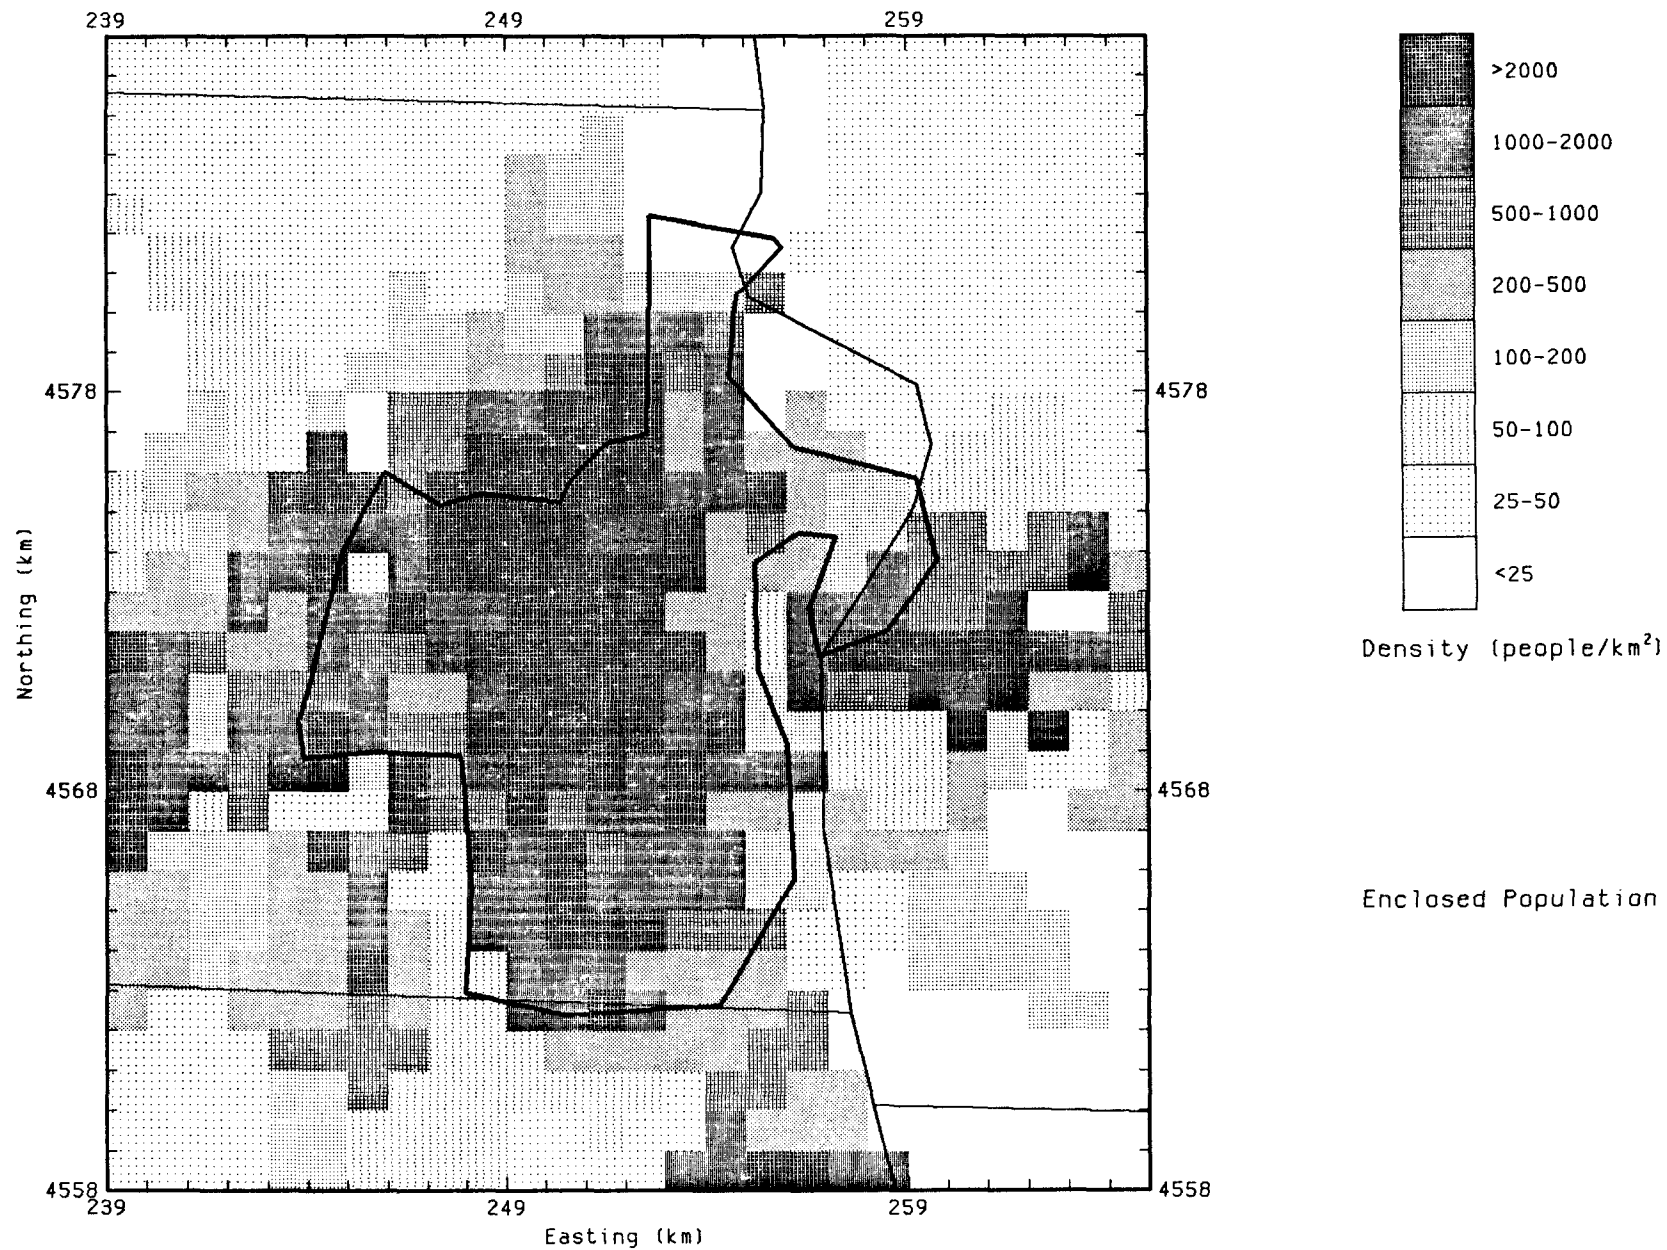 239 249 259
>2000
1000-2000
500-1000
200-500
100-200
50-100
25-50
<25
Density (people/km²)
Enclosed Population
4578 4578
4568 4568
4558 4558
Northing (km)
239 249 259
Easting (km)